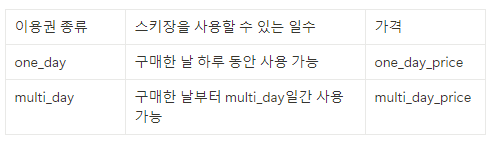 이용권 종류 스키장을 사용할 수 있는 일수 가격
one_day 구매한 날 하루 동안 사용 가능 one_day_price
multi_day 구매한 날부터 multi_day일간 사용 multi_day_price
가능